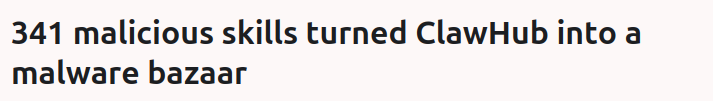 341 malicious skills turned ClawHub into a
malware bazaar